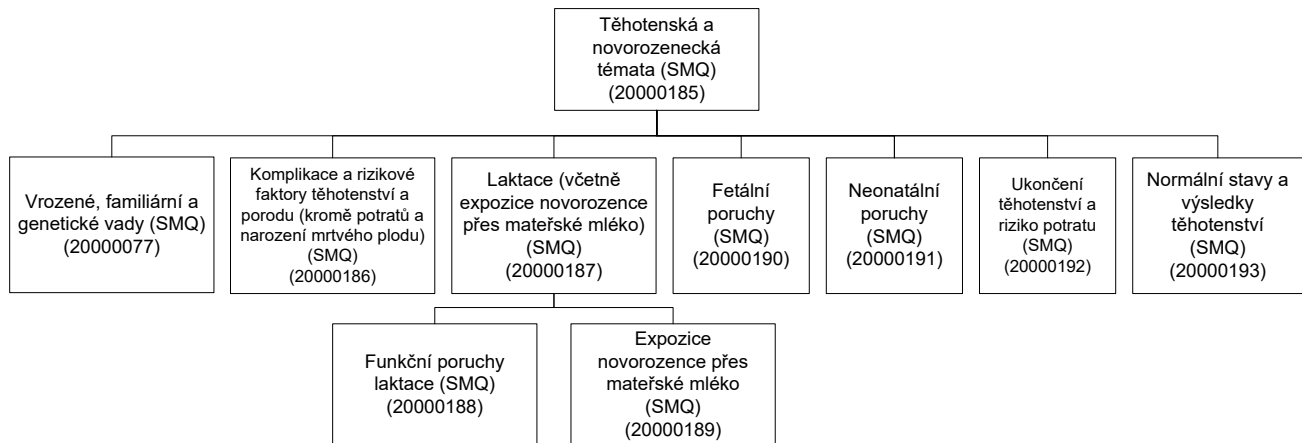 Těhotenská a
novorozenecká
témata (SMQ)
(20000185)
Vrozené, familiární a
genetické vady (SMQ)
(20000077)
Komplikace a rizikové
faktory těhotenství a
porodu (kromě potratů a
narození mrtvého plodu)
(SMQ)
(20000186)
Laktace (včetně
expozice novorozence
přes mateřské mléko)
(SMQ)
(20000187)
Fetální
poruchy
(SMQ)
(20000190)
Neonatální
poruchy
(SMQ)
(20000191)
Ukončení
těhotenství a
riziko potratu
(SMQ)
(20000192)
Normální stavy a
výsledky
těhotenství
(SMQ)
(20000193)
Funkční poruchy
laktace (SMQ)
(20000188)
Expozice
novorozence přes
mateřské mléko
(SMQ)
(20000189)